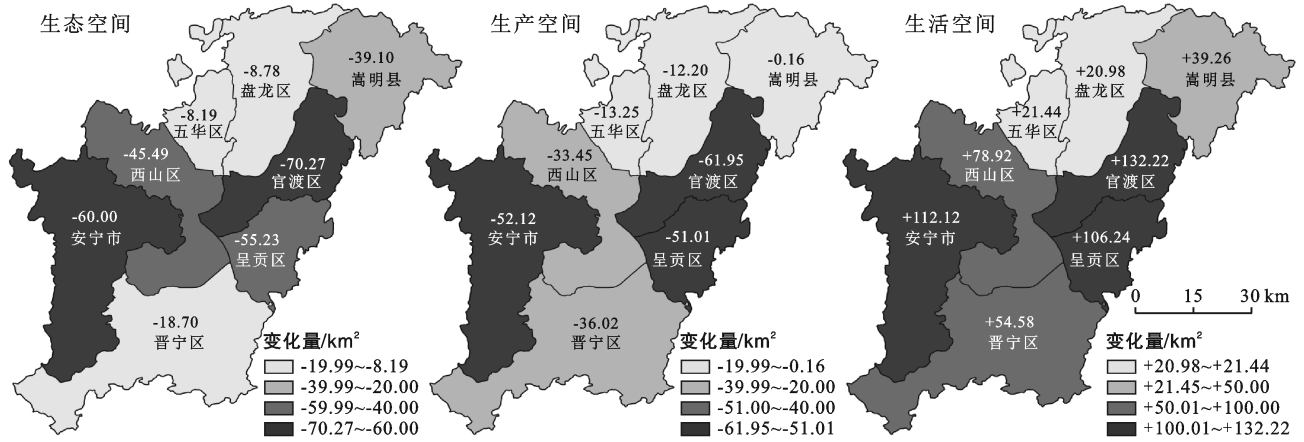 生态空间
-39.10
嵩明县
-8.78
盘龙区
-8.19
五华区
-45.49
西山区
-70.27
官渡区
-60.00
安宁市
-55.23
呈贡区
-18.70
晋宁区
变化量/km²
-19.99~-8.19
-39.99~-20.00
-59.99~-40.00
-70.27~-60.00
生产空间
-0.16
嵩明县
-12.20
盘龙区
-13.25
五华区
-33.45
西山区
-61.95
官渡区
-52.12
安宁市
-51.01
呈贡区
-36.02
晋宁区
变化量/km²
-19.99~-0.16
-39.99~-20.00
-51.00~-40.00
-61.95~-51.01
生活空间
+39.26
嵩明县
+20.98
盘龙区
+21.44
五华区
+78.92
西山区
+132.22
官渡区
+112.12
安宁市
+106.24
呈贡区
0 15 30 km
+54.58
晋宁区
变化量/km²
+20.98~+21.44
+21.45~+50.00
+50.01~+100.00
+100.01~+132.22